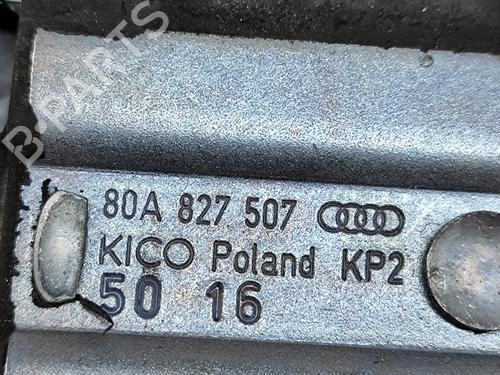 80A 827 507
KICO Poland KP2
50 16
B-PARTS